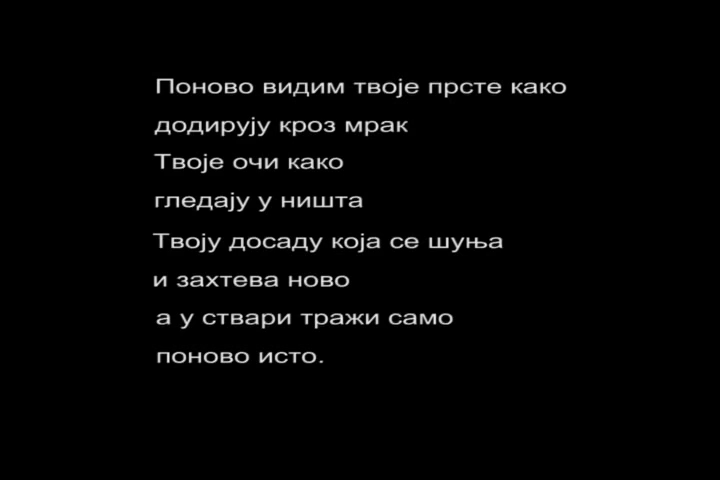 Поново видим твоје прсте како
додирују кроз мрак
Твоје очи како
гледају у ништа
Твоју досаду која се шуња
и захтева ново
а у ствари тражи само
поново исто.